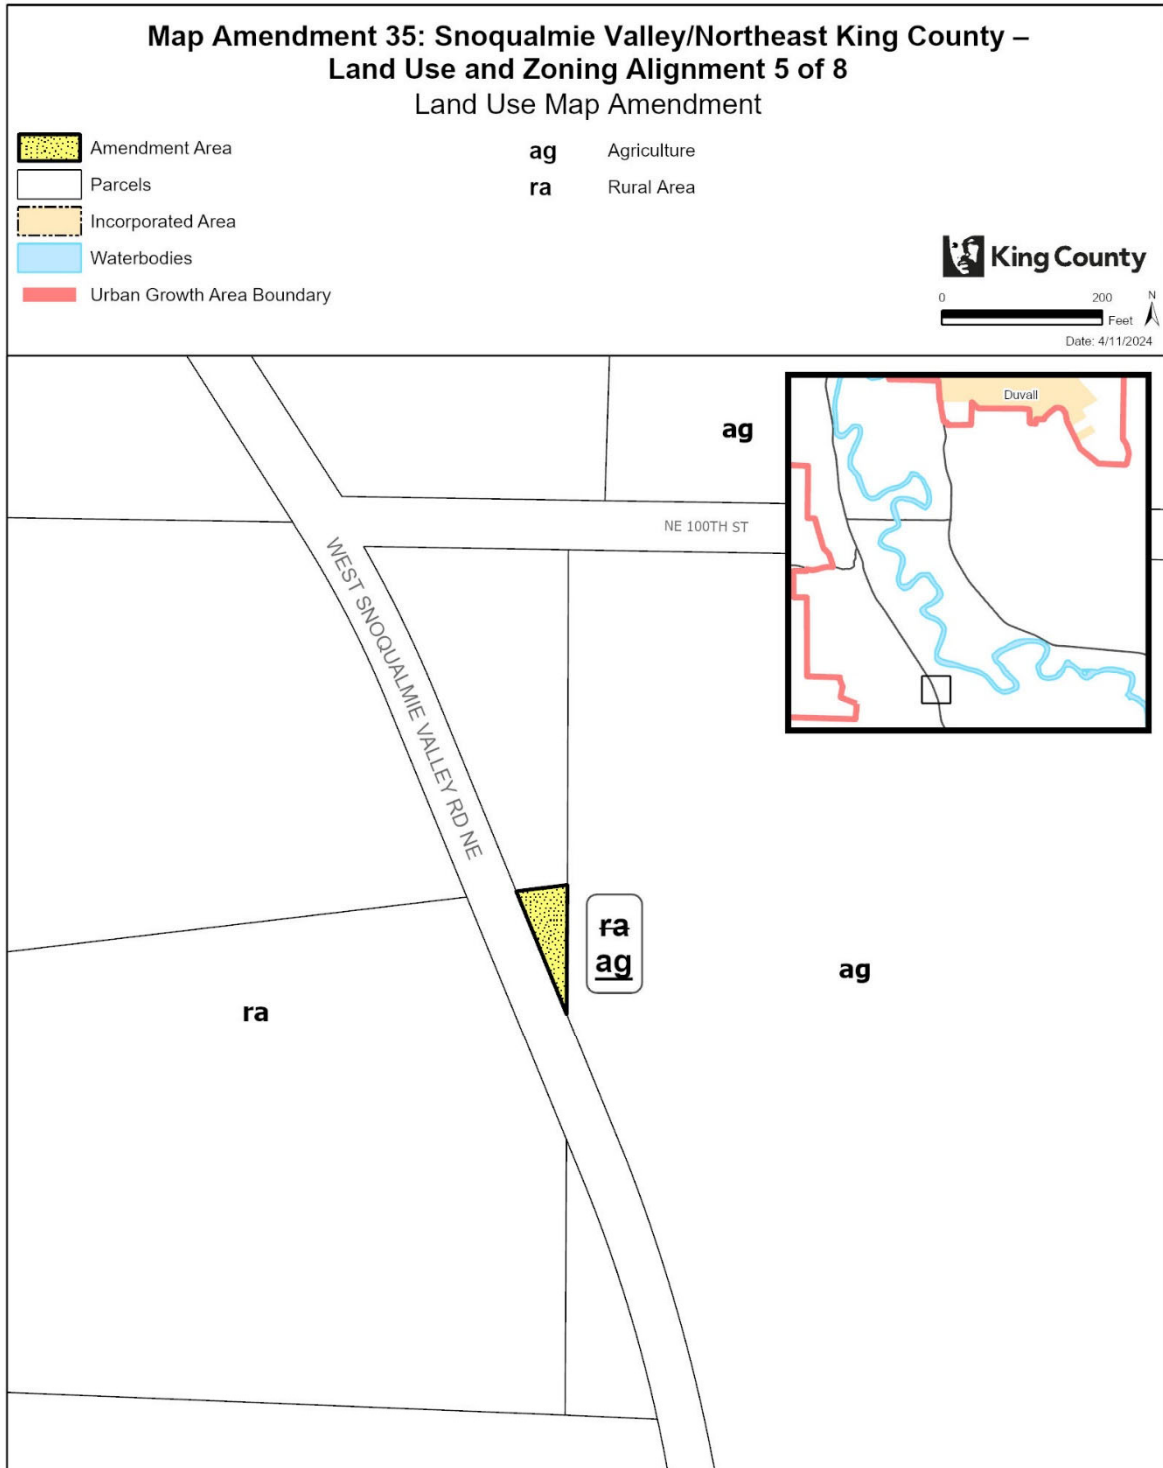 Map Amendment 35: Snoqualmie Valley/Northeast King County –
Land Use and Zoning Alignment 5 of 8
Land Use Map Amendment
Amendment Area
Parcels
Incorporated Area
Waterbodies
Urban Growth Area Boundary
ag Agriculture
ra Rural Area
King County
0 200
Feet
N
Date: 4/11/2024
Duvall
ag
NE 100TH ST
WEST SNOQUALMIE VALLEY RD NE
ra
ag
ag
ra